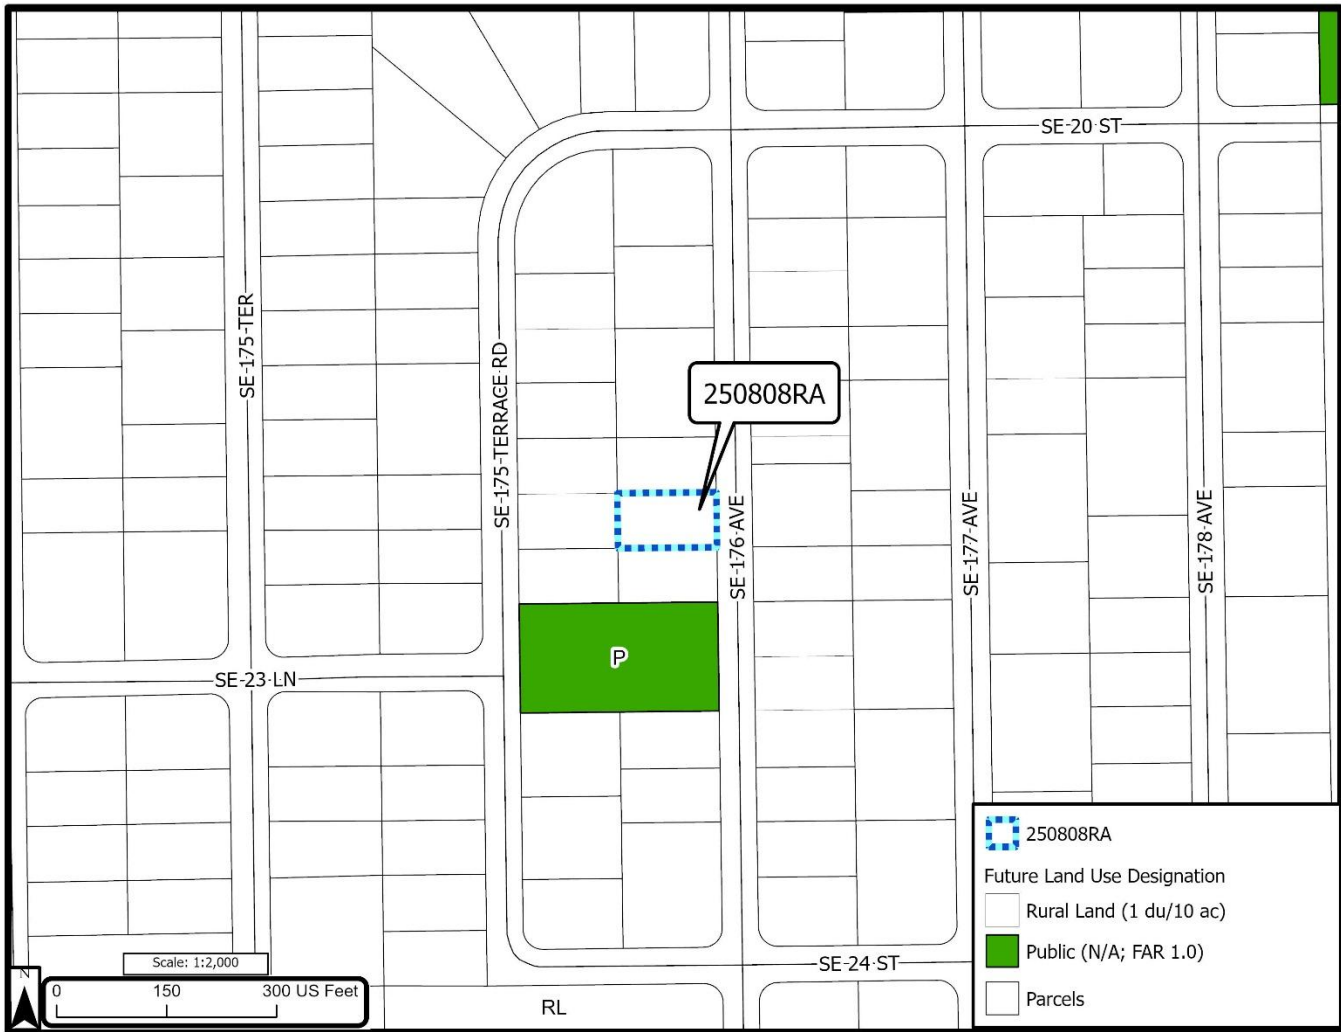 SE 20 ST
SE 175 TER
SE 175 TERRACE RD
250808RA
SE 176 AVE
SE 177 AVE
SE 178 AVE
P
SE 23 LN
250808RA
Future Land Use Designation
Rural Land (1 du/10 ac)
Public (N/A; FAR 1.0)
Parcels
SE 24 ST
Scale: 1:2,000
N
0 150 300 US Feet
RL